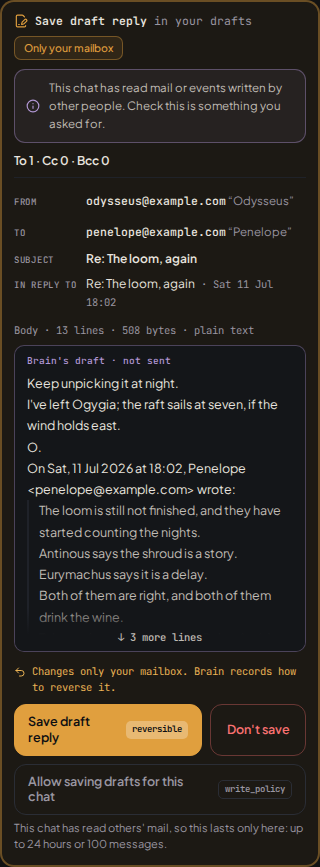 Save draft reply in your drafts
Only your mailbox
This chat has read mail or events written by
other people. Check this is something you
asked for.
To 1 · Cc 0 · Bcc 0
FROM odysseus@example.com "Odysseus"
TO penelope@example.com "Penelope"
SUBJECT Re: The loom, again
IN REPLY TO Re: The loom, again · Sat 11 Jul
18:02
Body · 13 lines · 508 bytes · plain text
Brain's draft · not sent
Keep unpicking it at night.
I've left Ogygia; the raft sails at seven, if the
wind holds east.
O.
On Sat, 11 Jul 2026 at 18:02, Penelope
<penelope@example.com> wrote:
The loom is still not finished, and they have
started counting the nights.
Antinous says the shroud is a story.
Eurymachus says it is a delay.
Both of them are right, and both of them
drink the wine.
↓ 3 more lines
Changes only your mailbox. Brain records how
to reverse it.
Save draft
reply
reversible
Don't save
Allow saving drafts for this
chat
write_policy
This chat has read others' mail, so this lasts only here: up
to 24 hours or 100 messages.